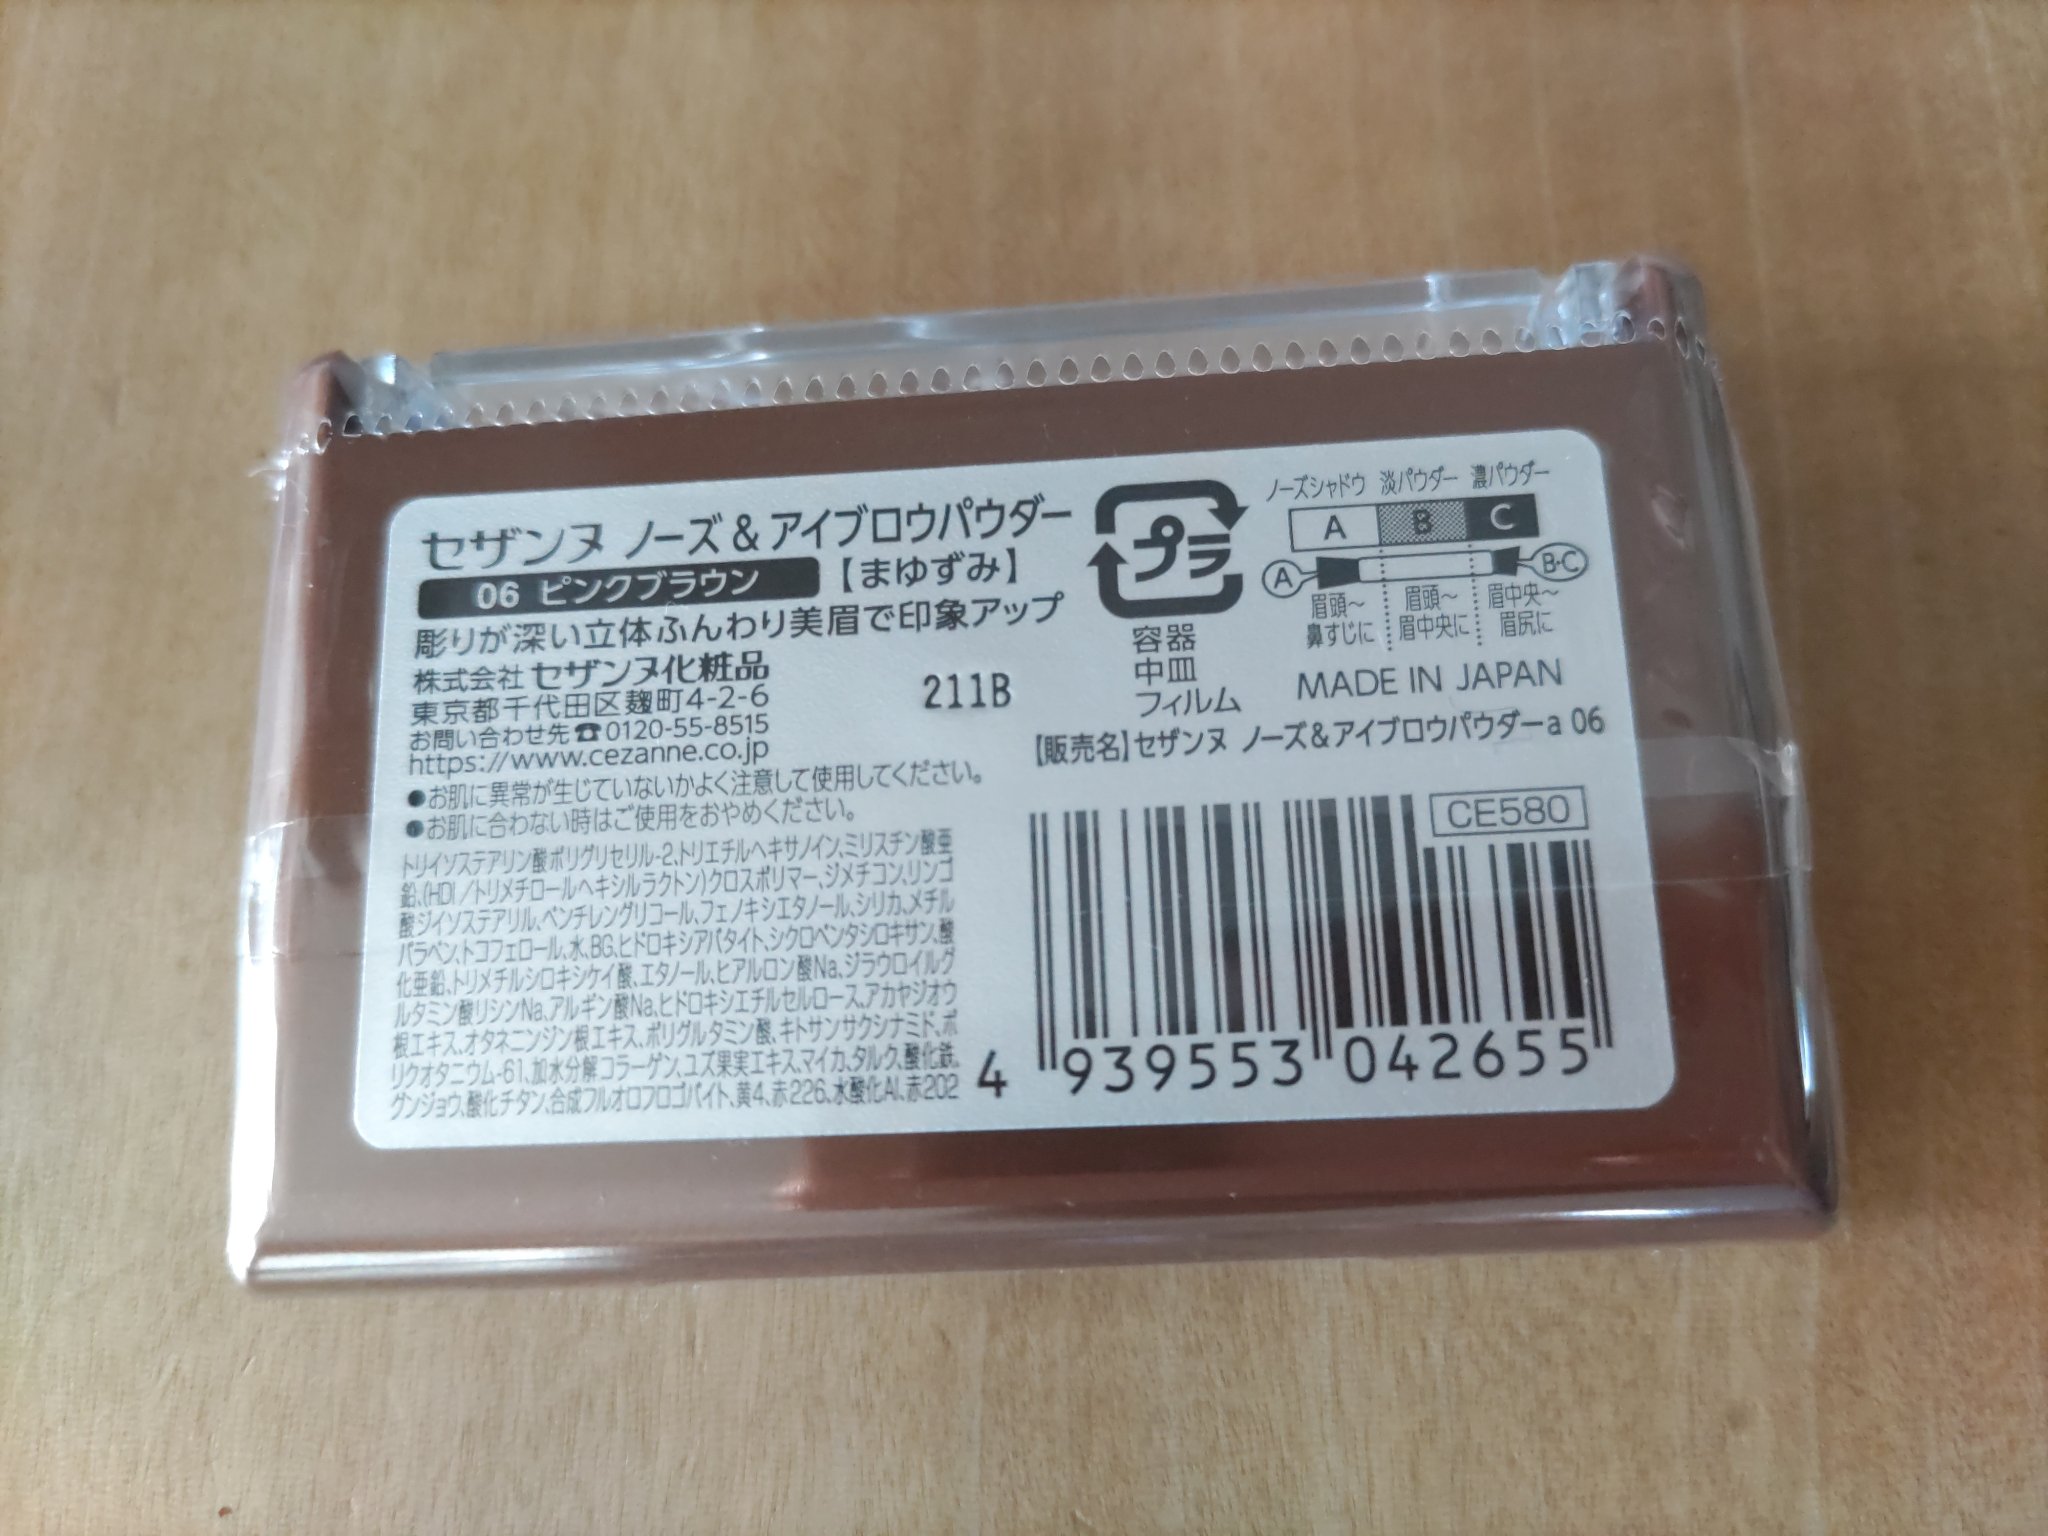 セザンヌ ノーズ&アイブロウパウダー
06 ピンクブラウン 【まゆずみ】
彫りが深い立体ふんわり美眉で印象アップ
株式会社 セザンヌ化粧品
東京都千代田区麹町4-2-6
お問い合わせ先☎0120-55-8515
https://www.cezanne.co.jp
211B
●お肌に異常が生じていないかよく注意して使用してください。
●お肌に合わない時はご使用をおやめください。
トリイソステアリン酸ポリグリセリル-2、トリエチルヘキサノイン、ミリスチン酸亜
鉛、(HDI/トリメチロールヘキシルラクトン)クロスポリマー、ジメチコン、リンゴ
酸ジイソステアリル、ペンチレングリコール、フェノキシエタノール、シリカ、メチル
パラベン、トコフェロール、水、BG、ヒドロキシアパタイト、シクロペンタシロキサン、酸
化亜鉛、トリメチルシロキシケイ酸、エタノール、ヒアルロン酸Na、ジラウロイルグ
ルタミン酸リシンNa、アルギン酸Na、ヒドロキシエチルセルロース、アカヤジオウ
根エキス、オタネニンジン根エキス、ポリグルタミン酸、キトサンサクシナミド、ポ
リクオタニウム-61、加水分解コラーゲン、ユズ果実エキス、マイカ、タルク、酸化鉄、
グンジョウ、酸化チタン、合成フルオロフロゴパイト、黄4、赤226、水酸化Al、赤202
プラ
容器
中皿
フィルム
ノーズシャドウ 淡パウダー 濃パウダー
A B C
A B・C
眉頭～ 眉頭～ 眉中央～
鼻すじに 眉中央に 眉尻に
MADE IN JAPAN
【販売名】セザンヌ ノーズ&アイブロウパウダーa 06
CE580
4 939553 042655